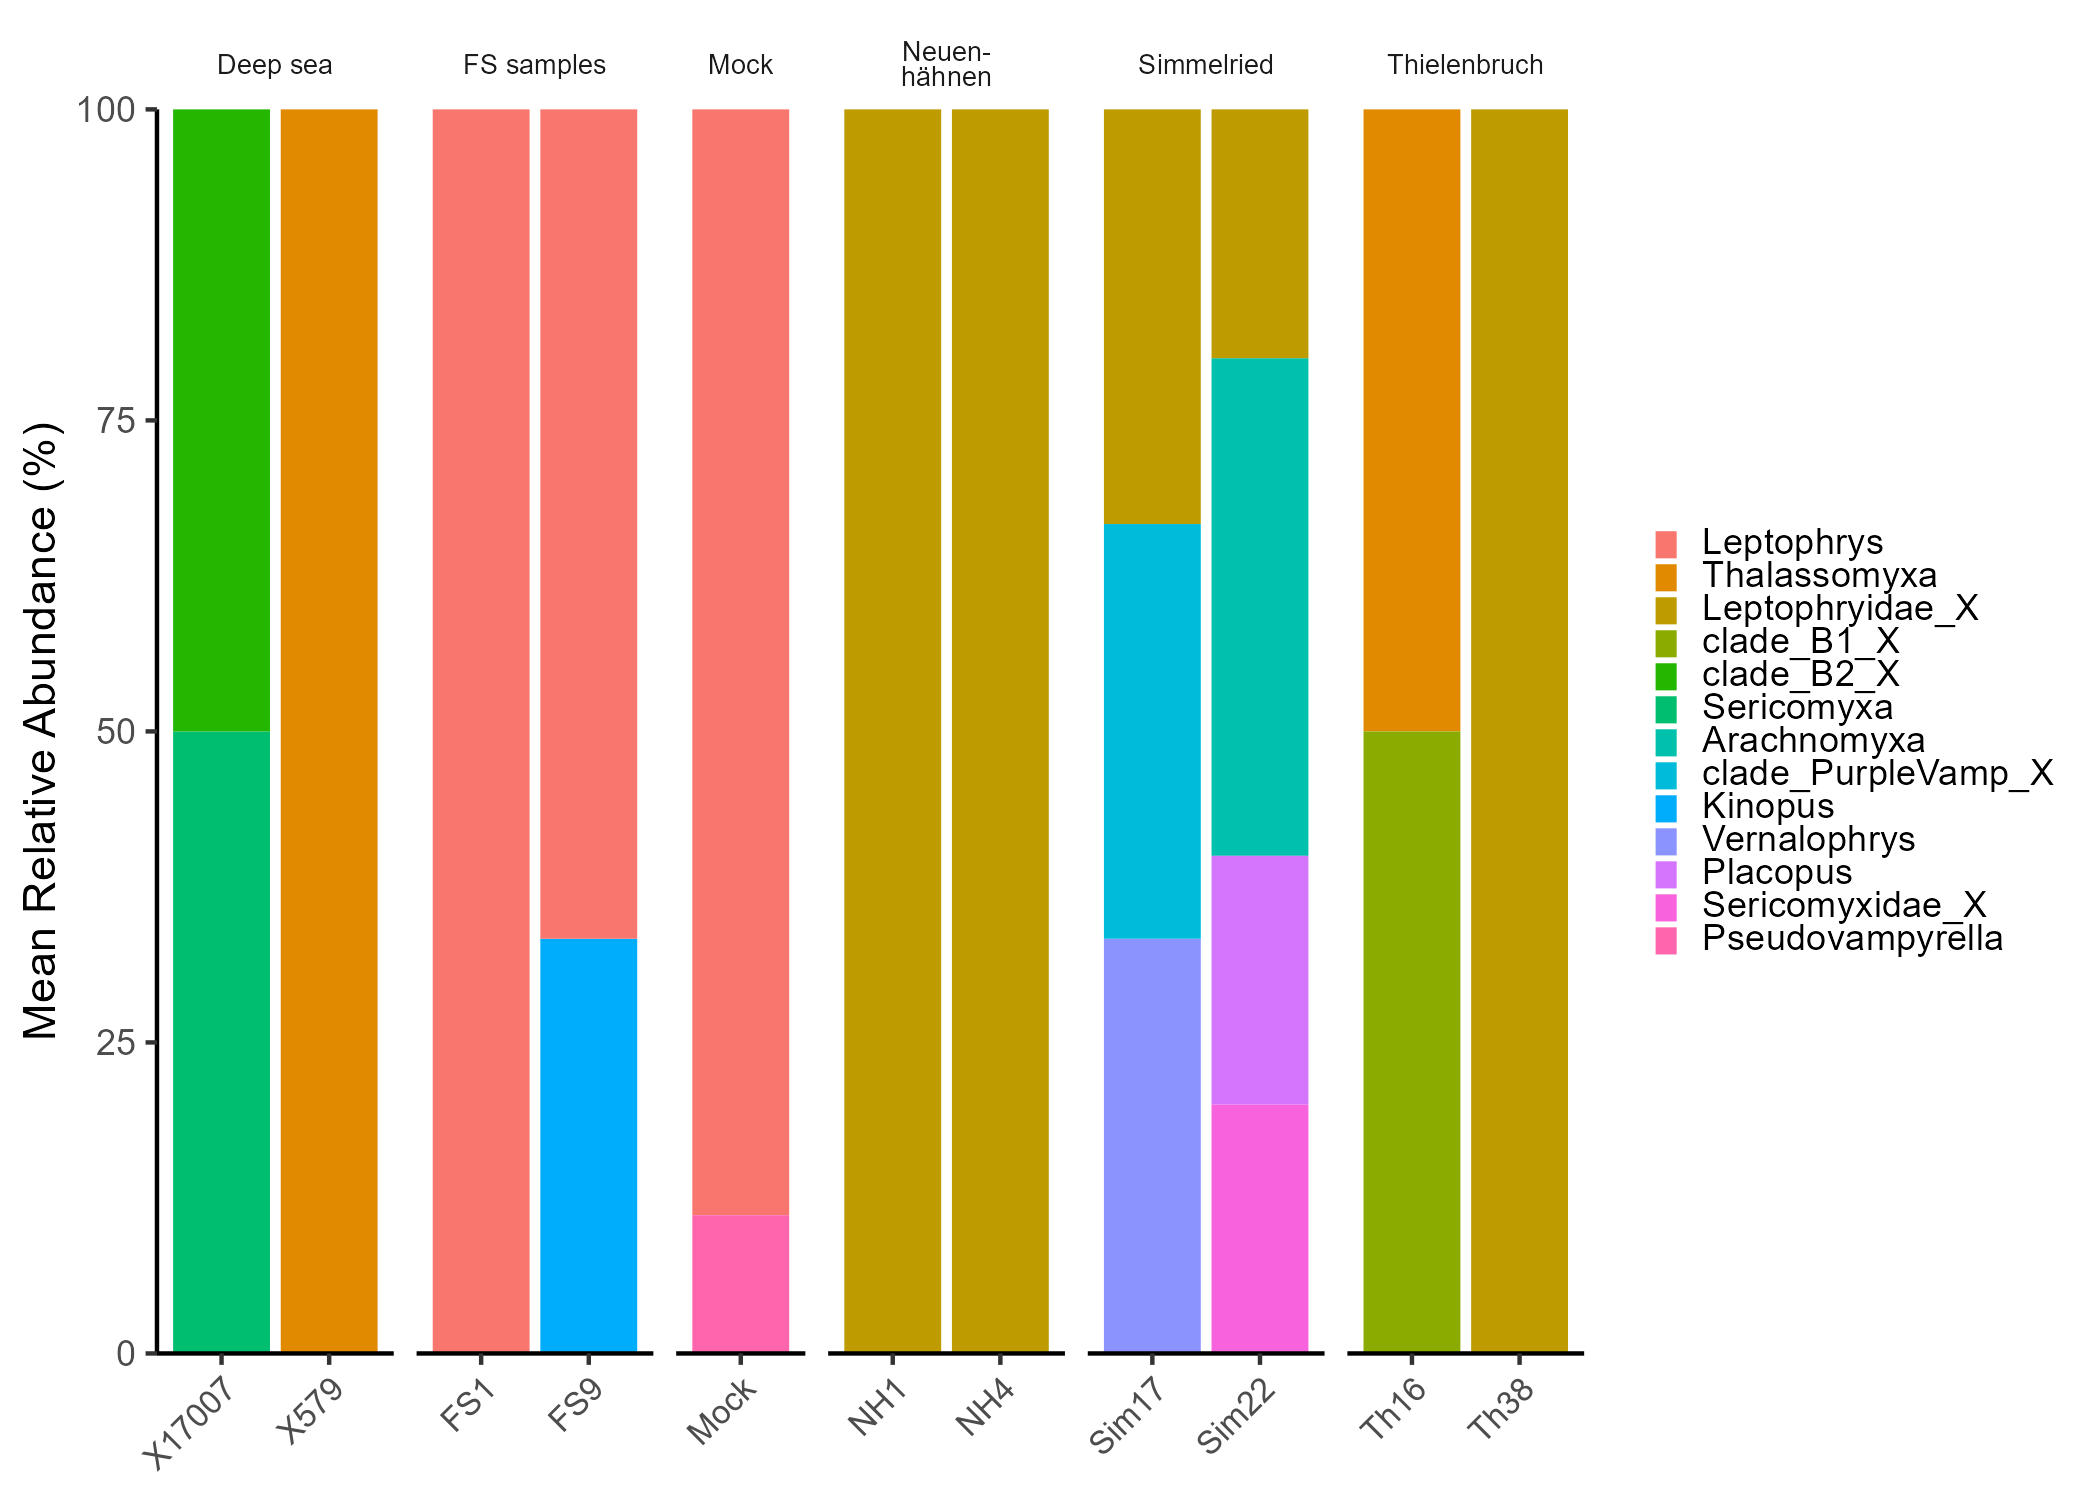 Deep sea
FS samples
Mock
Neuen-
hähnen
Simmelried
Thielenbruch
Mean Relative Abundance (%)
100
75
50
25
0
X17007
X579
FS1
FS9
Mock
NH1
NH4
Sim17
Sim22
Th16
Th38
Leptophrys
Thalassomyxa
Leptophryidae_X
clade_B1_X
clade_B2_X
Sericomyxa
Arachnomyxa
clade_PurpleVamp_X
Kinopus
Vernalophrys
Placopus
Sericomyxidae_X
Pseudovampyrella